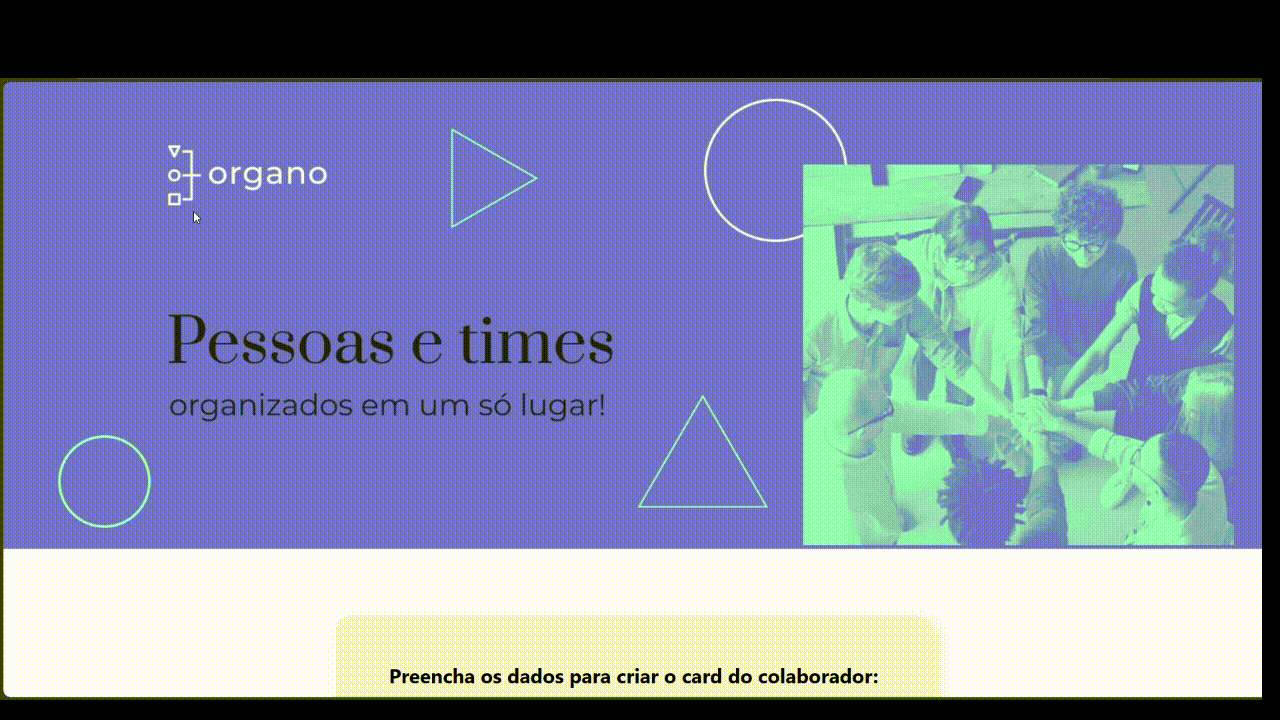 organo
Pessoas e times
organizados em um só lugar!
Preencha os dados para criar o card do colaborador: